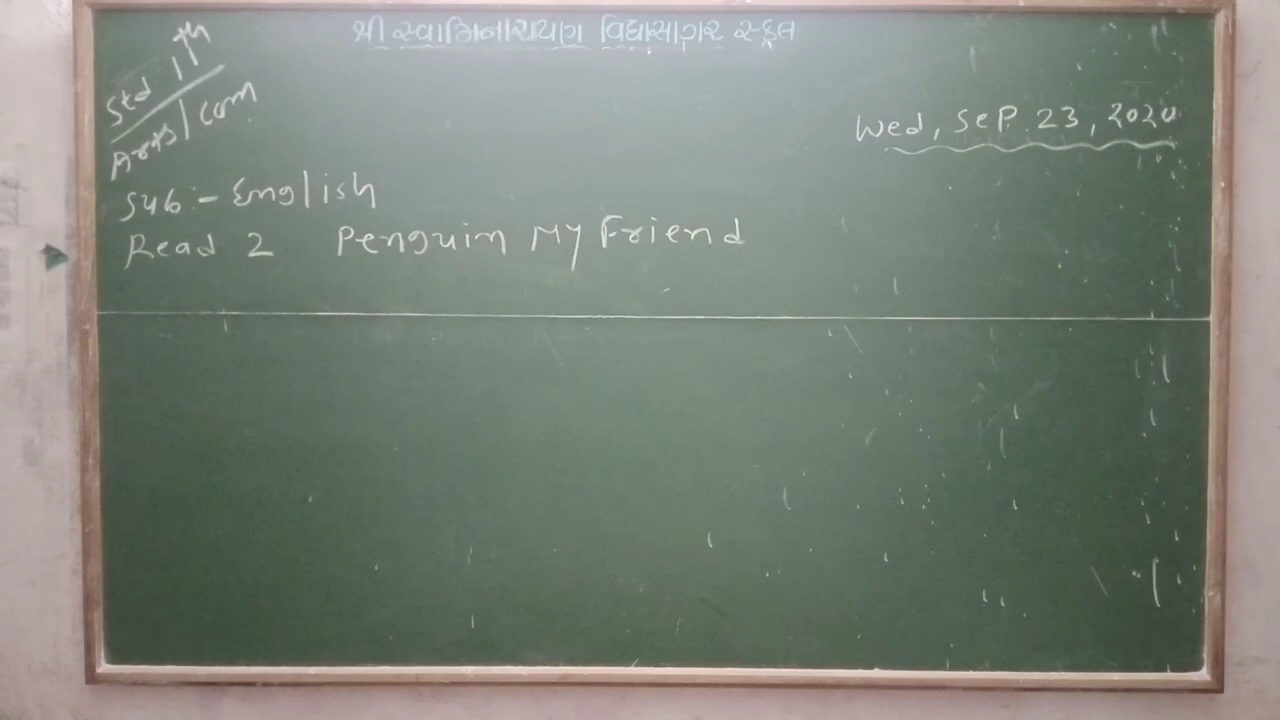 શ્રી સ્વામિનારાયણ વિદ્યાસાગર સ્કૂલ
Std 11th
Arts/com
Wed, SeP. 23, 2020
Sub :- English
Read 2 Penguin My Friend